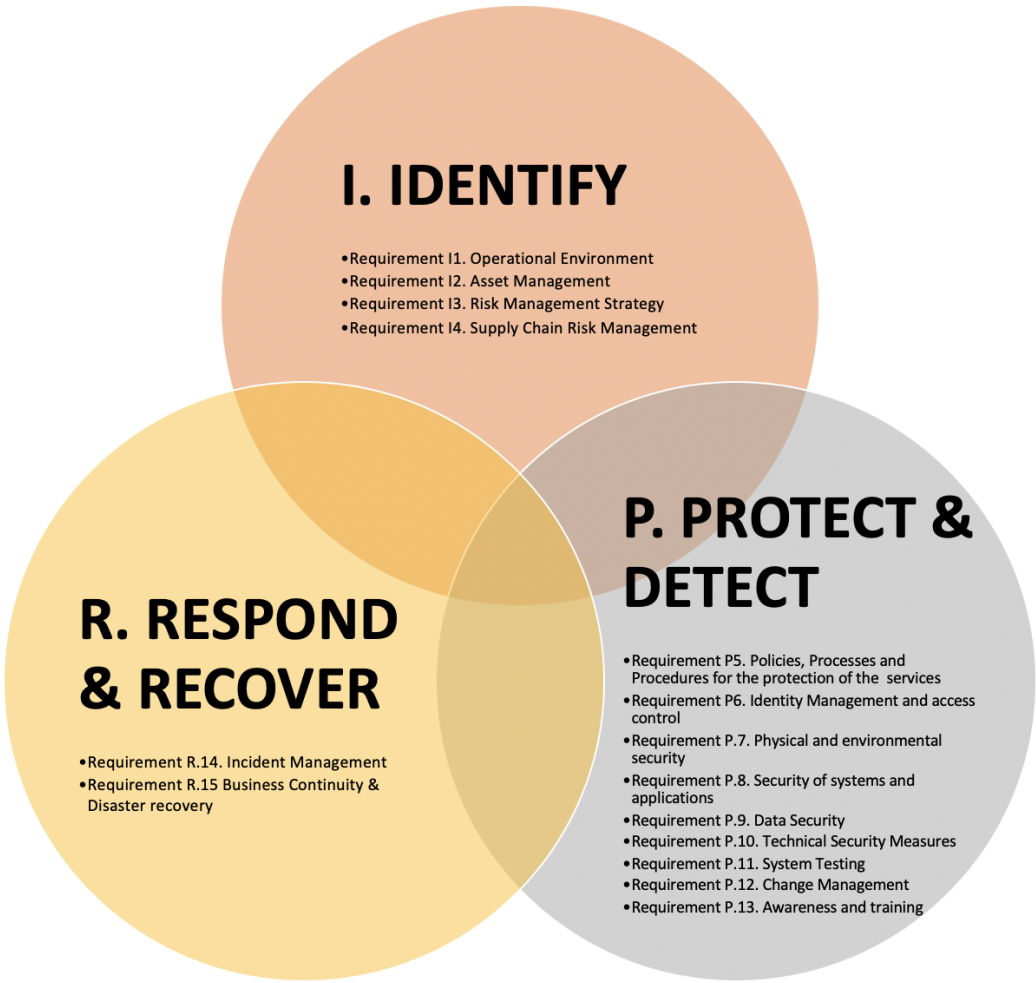 I. IDENTIFY
•Requirement I1. Operational Environment
•Requirement I2. Asset Management
•Requirement I3. Risk Management Strategy
•Requirement I4. Supply Chain Risk Management
P. PROTECT &
DETECT
•Requirement P5. Policies, Processes and
Procedures for the protection of the services
•Requirement P6. Identity Management and access
control
•Requirement P.7. Physical and environmental
security
•Requirement P.8. Security of systems and
applications
•Requirement P.9. Data Security
•Requirement P.10. Technical Security Measures
•Requirement P.11. System Testing
•Requirement P.12. Change Management
•Requirement P.13. Awareness and training
R. RESPOND
& RECOVER
•Requirement R.14. Incident Management
•Requirement R.15 Business Continuity &
Disaster recovery